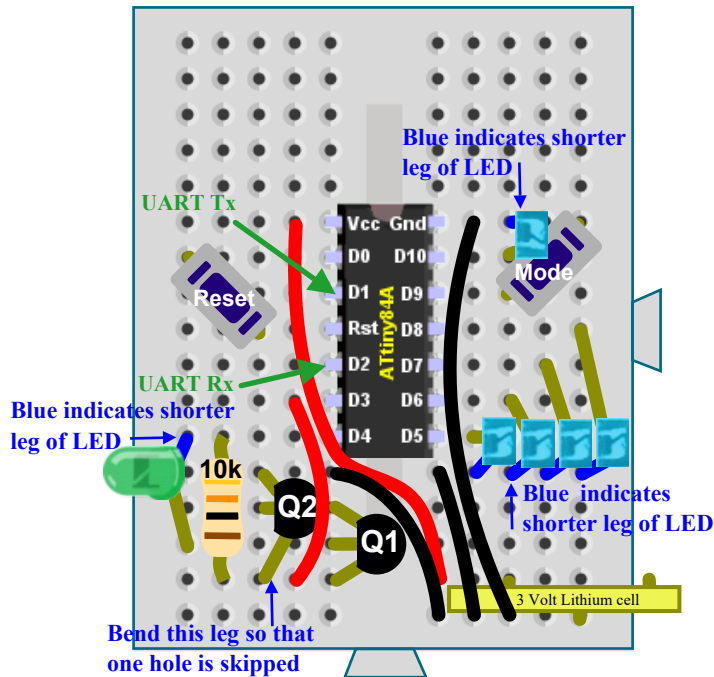 Blue indicates shorter
leg of LED
UART Tx
Vcc Gnd
D0 D10
D1 D9
Rst D8
D2 D7
D3 D6
D4 D5
ATtiny84A
Reset
Mode
UART Rx
Blue indicates shorter
leg of LED
10k
Q2
Q1
Blue indicates
shorter leg of LED
3 Volt Lithium cell
Bend this leg so that
one hole is skipped